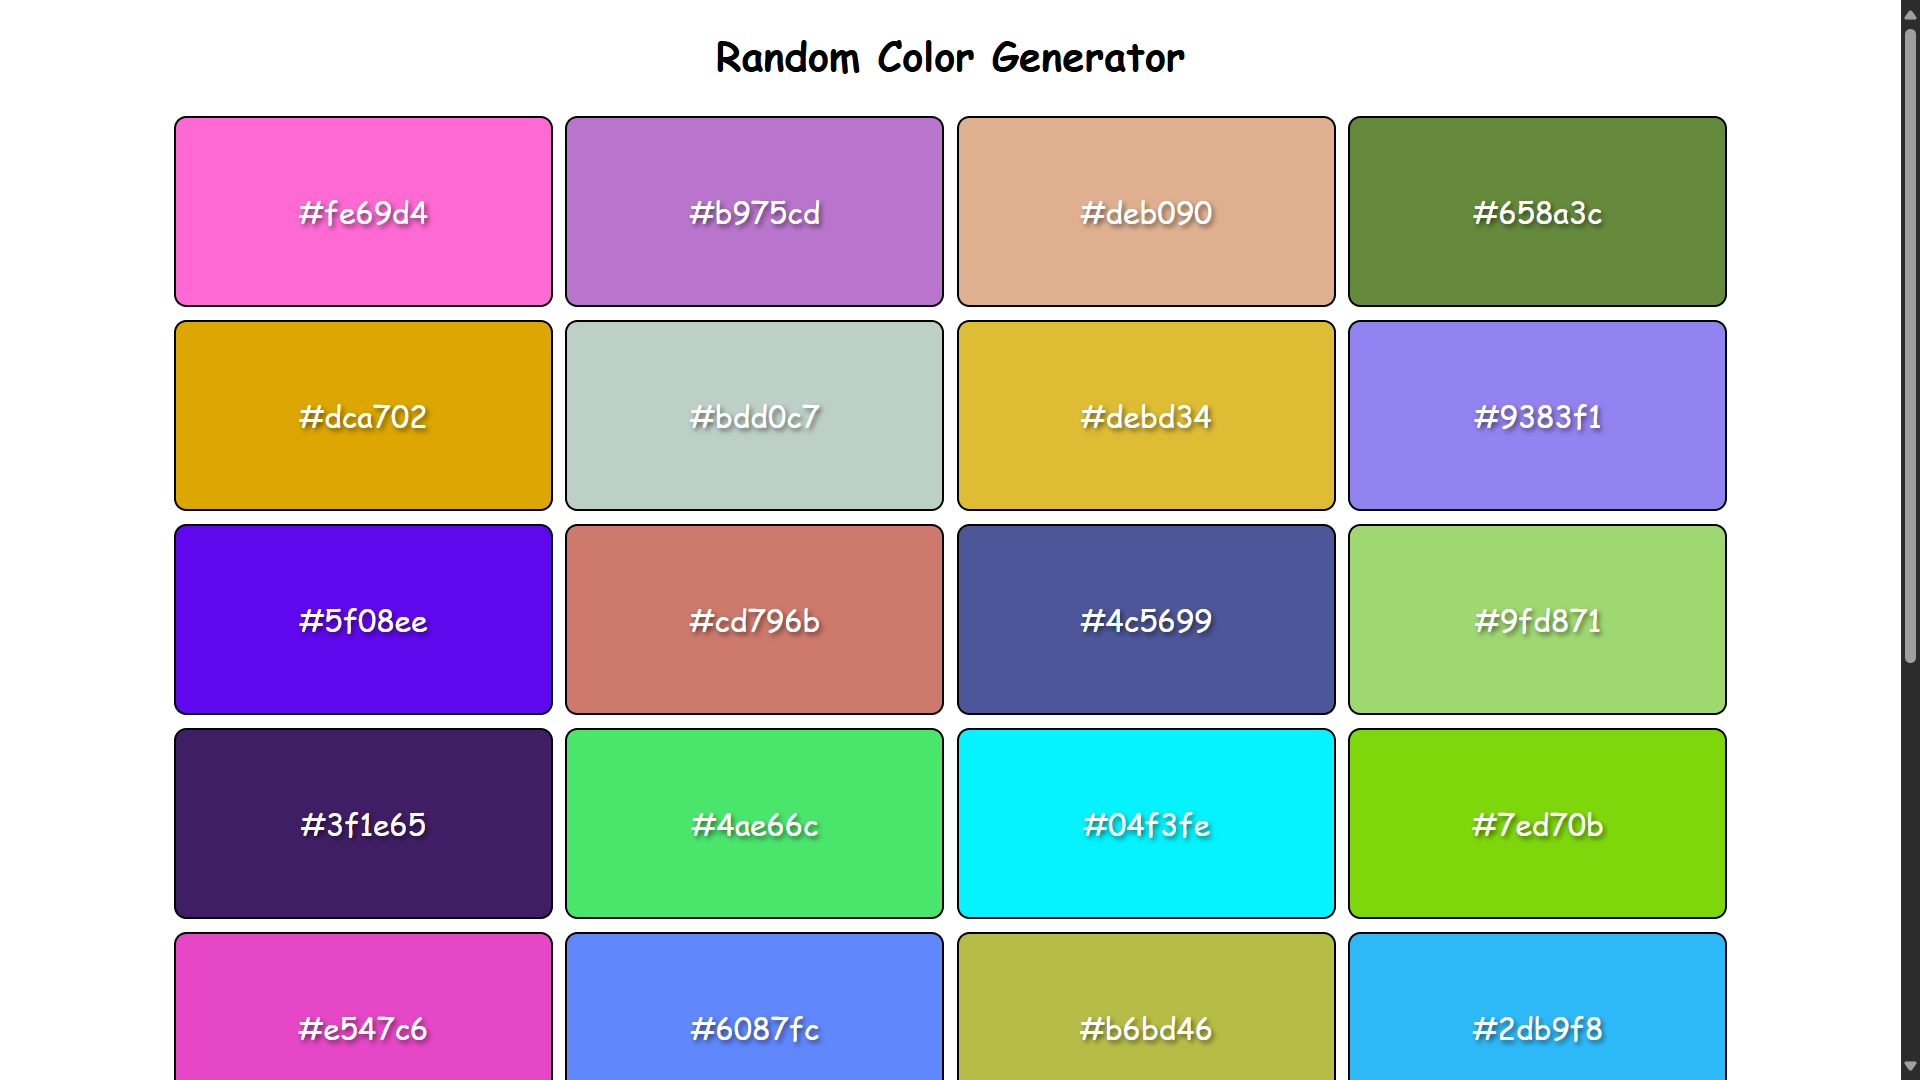 Random Color Generator
#fe69d4
#b975cd
#deb090
#658a3c
#dca702
#bdd0c7
#debd34
#9383f1
#5f08ee
#cd796b
#4c5699
#9fd871
#3f1e65
#4ae66c
#04f3fe
#7ed70b
#e547c6
#6087fc
#b6bd46
#2db9f8